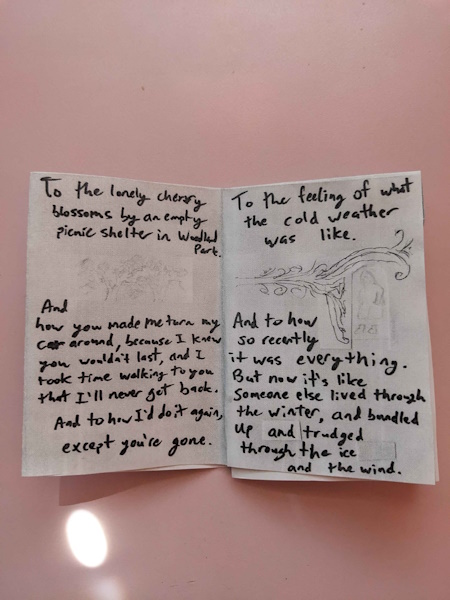 To the lonely cherry
blossoms by an empty
picnic shelter in Woodland
Park.
And
how you made me turn my
car around, because I knew
you wouldn't last, and I
took time walking to you
that I'll never get back.
And to how I'd do it again,
except you're gone.
To the feeling of what
the cold weather
was like.
And to how
so recently
it was everything.
But now it's like
someone else lived through
the winter, and bundled
up and trudged
through the ice
and the wind.